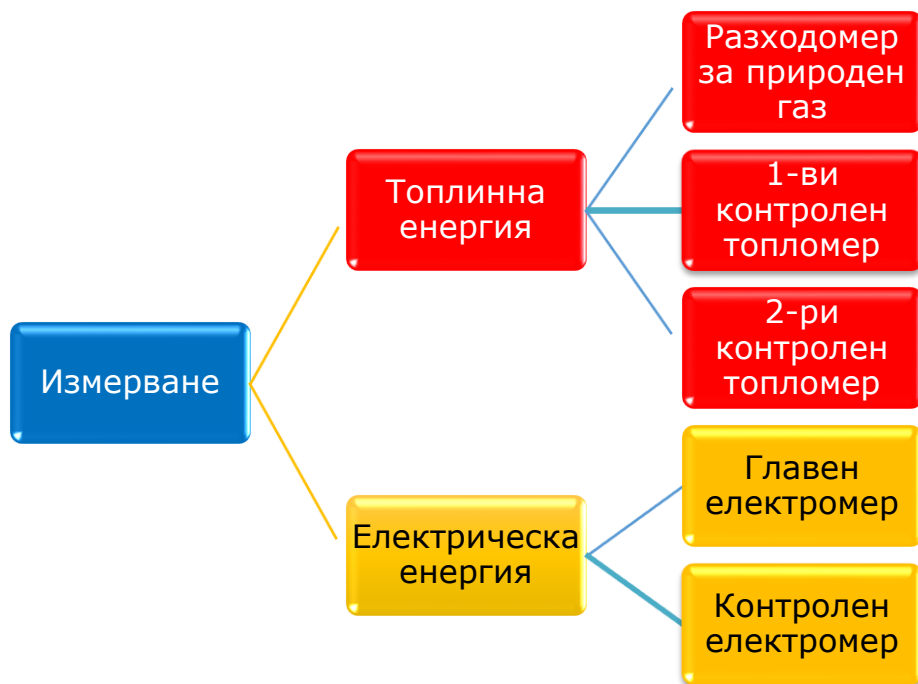 Разходомер
за природен
газ
Топлинна
енергия
1-ви
контролен
топломер
2-ри
контролен
топломер
Измерване
Електрическа
енергия
Главен
електромер
Контролен
електромер